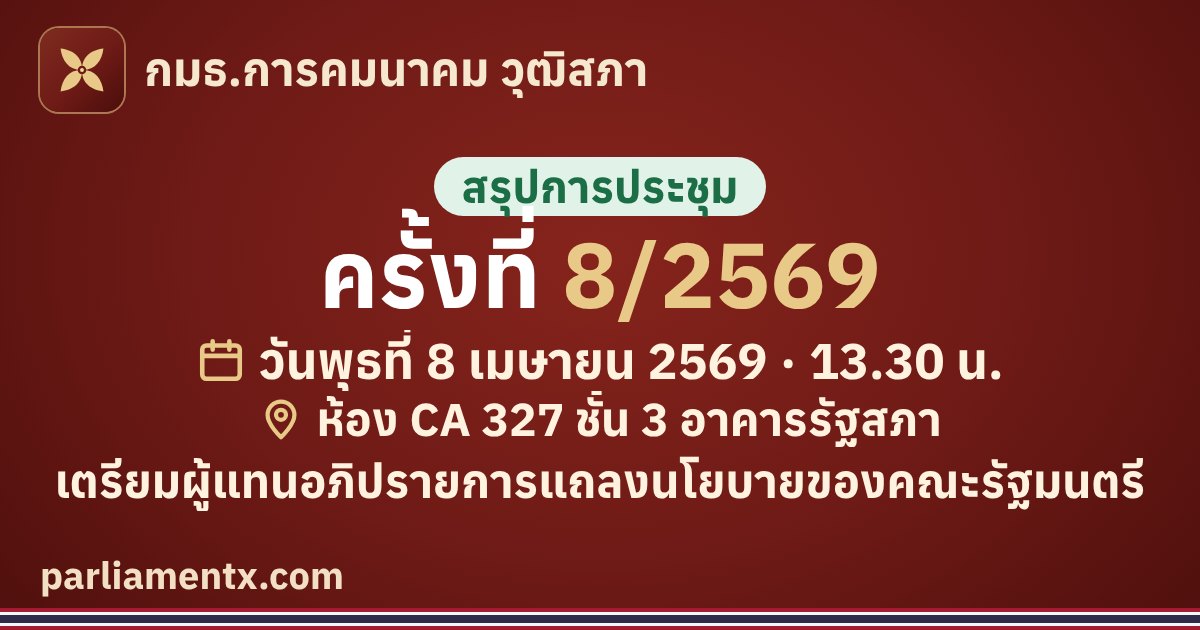 กมธ.การคมนาคม วุฒิสภา
สรุปการประชุม
ครั้งที่ 8/2569
วันพุธที่ 8 เมษายน 2569 · 13.30 น.
ห้อง CA 327 ชั้น 3 อาคารรัฐสภา
เตรียมผู้แทนอภิปรายการแถลงนโยบายของคณะรัฐมนตรี
parliamentx.com